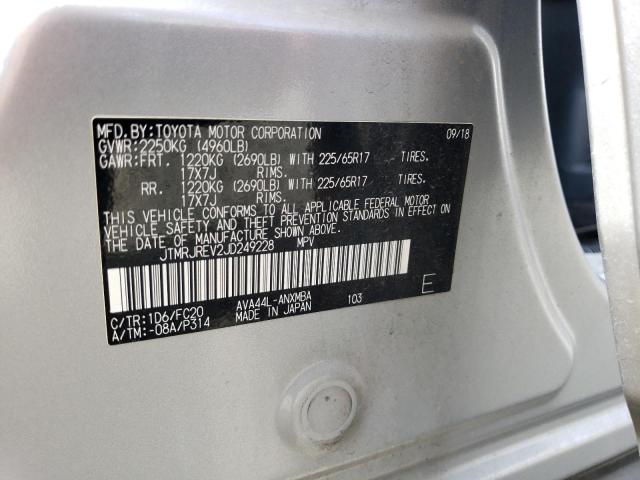 MFD.BY:TOYOTA MOTOR CORPORATION 09/18
GVWR:2250KG (4960LB)
GAWR:FRT. 1220KG (2690LB) WITH 225/65R17 TIRES.
17X7J RIMS.
RR. 1220KG (2690LB) WITH 225/65R17 TIRES.
17X7J RIMS.
THIS VEHICLE CONFORMS TO ALL APPLICABLE FEDERAL MOTOR
VEHICLE SAFETY AND THEFT PREVENTION STANDARDS IN EFFECT ON
THE DATE OF MANUFACTURE SHOWN ABOVE.
JTMRJREV2JD249228 MPV
C/TR:1D6/FC20 AVA44L-ANXMBA 103 E
A/TM:-08A/P314 MADE IN JAPAN